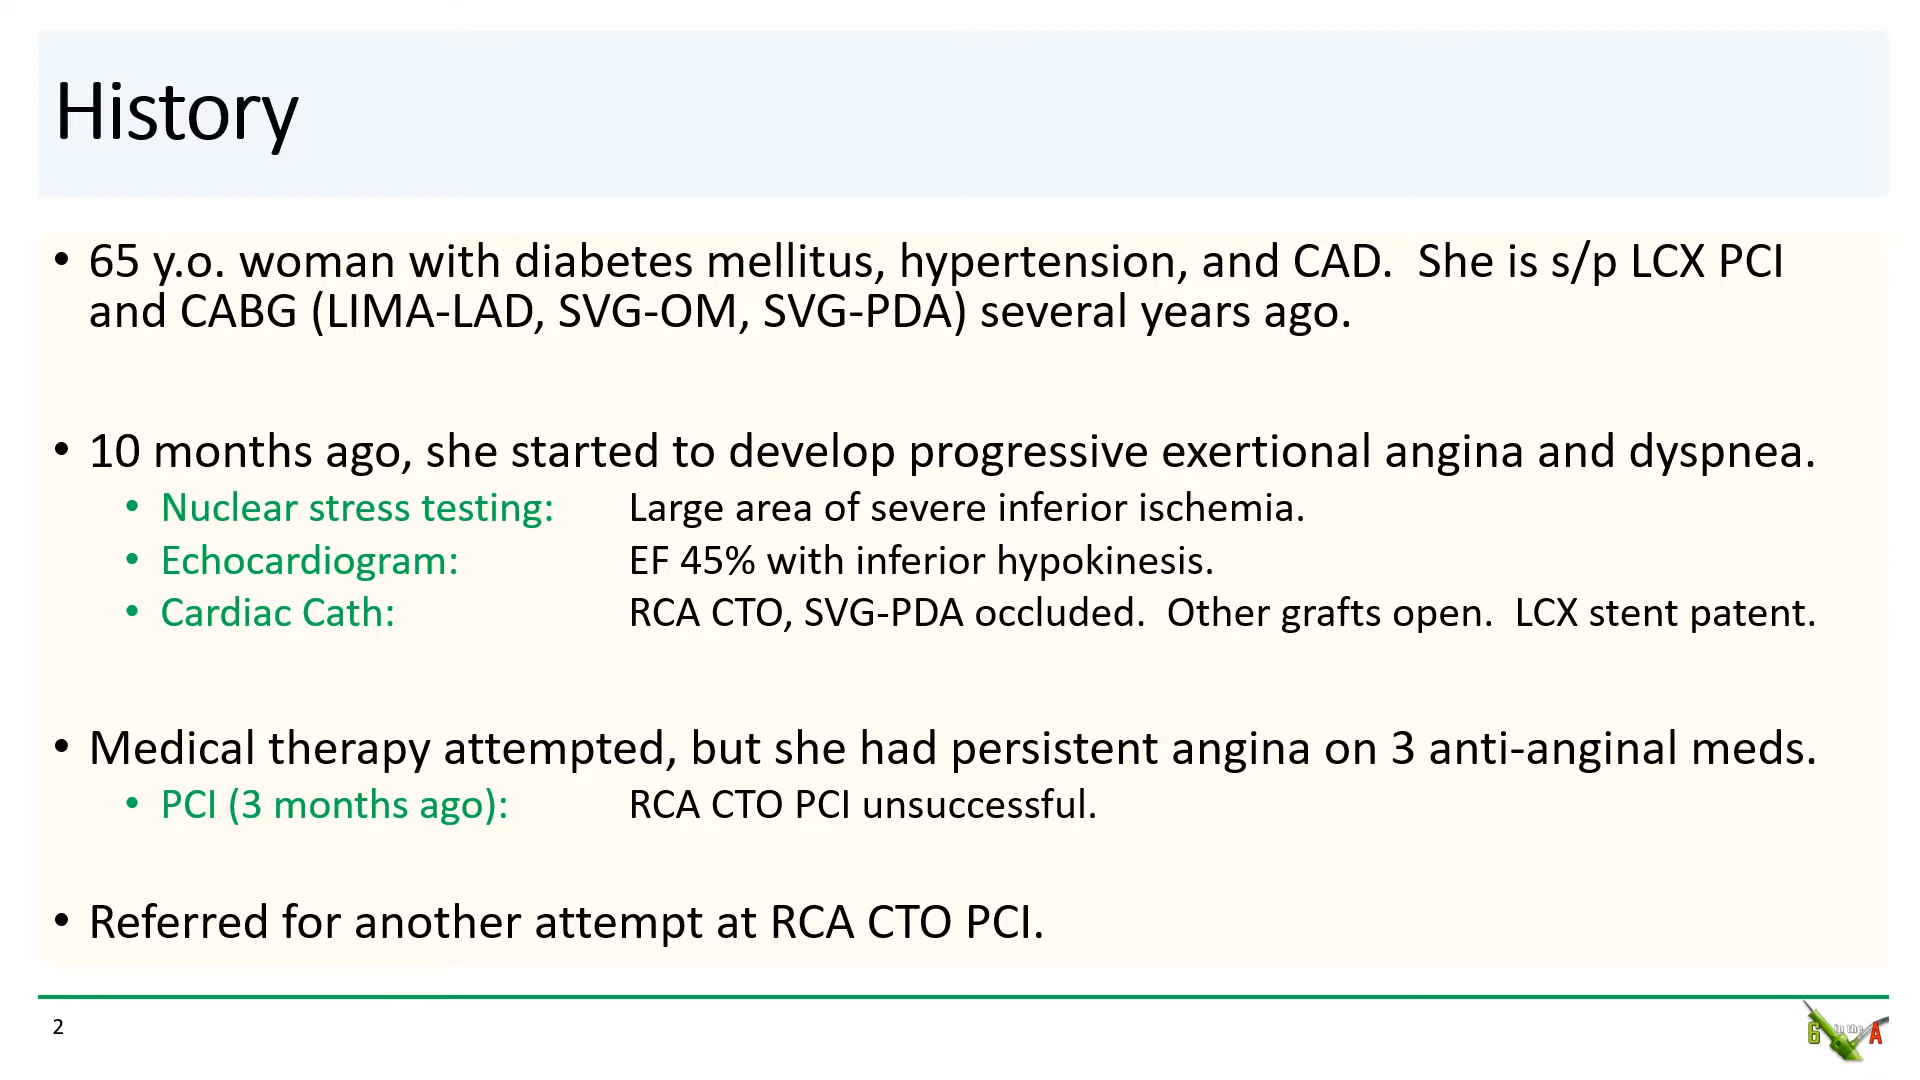 History
• 65 y.o. woman with diabetes mellitus, hypertension, and CAD.  She is s/p LCX PCI
and CABG (LIMA-LAD, SVG-OM, SVG-PDA) several years ago.
• 10 months ago, she started to develop progressive exertional angina and dyspnea.
• Nuclear stress testing: Large area of severe inferior ischemia.
• Echocardiogram: EF 45% with inferior hypokinesis.
• Cardiac Cath: RCA CTO, SVG-PDA occluded.  Other grafts open.  LCX stent patent.
• Medical therapy attempted, but she had persistent angina on 3 anti-anginal meds.
• PCI (3 months ago): RCA CTO PCI unsuccessful.
• Referred for another attempt at RCA CTO PCI.
2
6 in the A